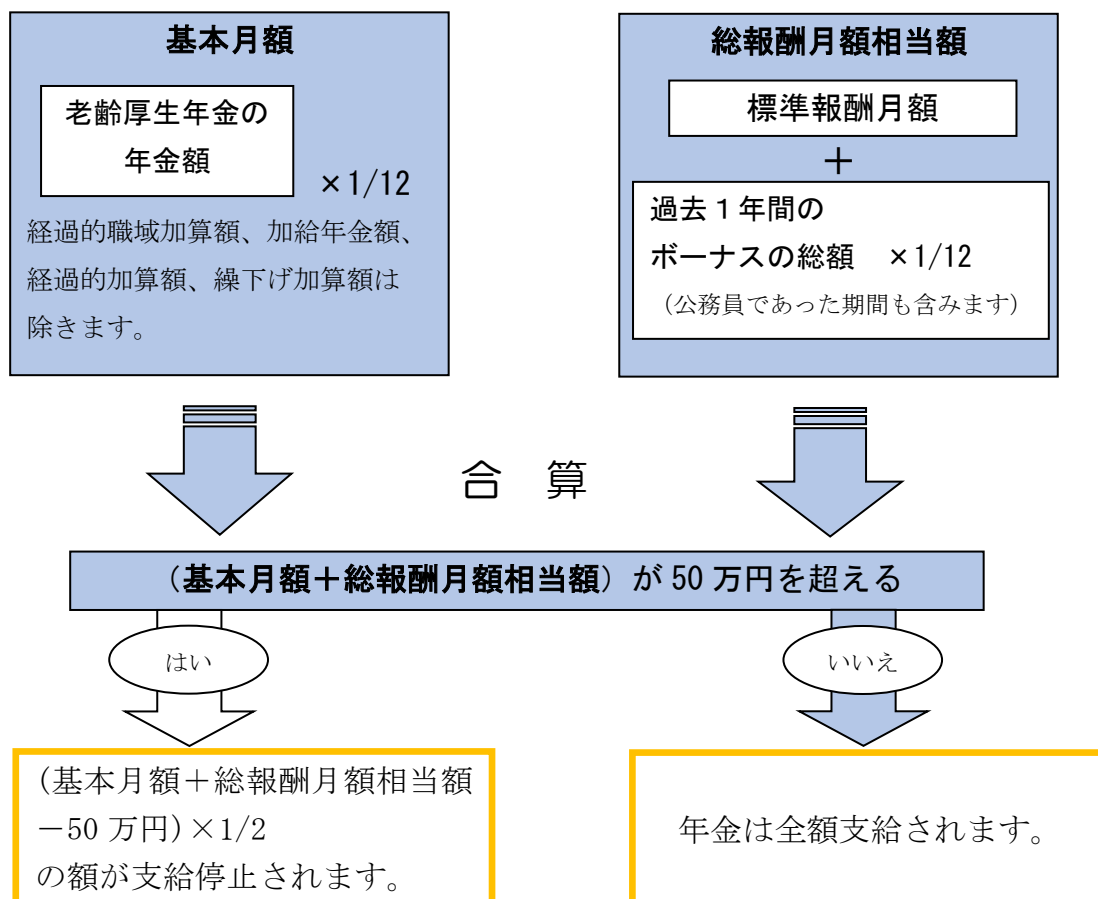 基本月額
老齢厚生年金の
年金額
×1/12
経過的職域加算額、加給年金額、
経過的加算額、繰下げ加算額は
除きます。
総報酬月額相当額
標準報酬月額
＋
過去１年間の
ボーナスの総額　×1/12
（公務員であった期間も含みます）
合　算
（基本月額＋総報酬月額相当額）が 50 万円を超える
はい
いいえ
(基本月額＋総報酬月額相当額
－50 万円)×1/2
の額が支給停止されます。
年金は全額支給されます。